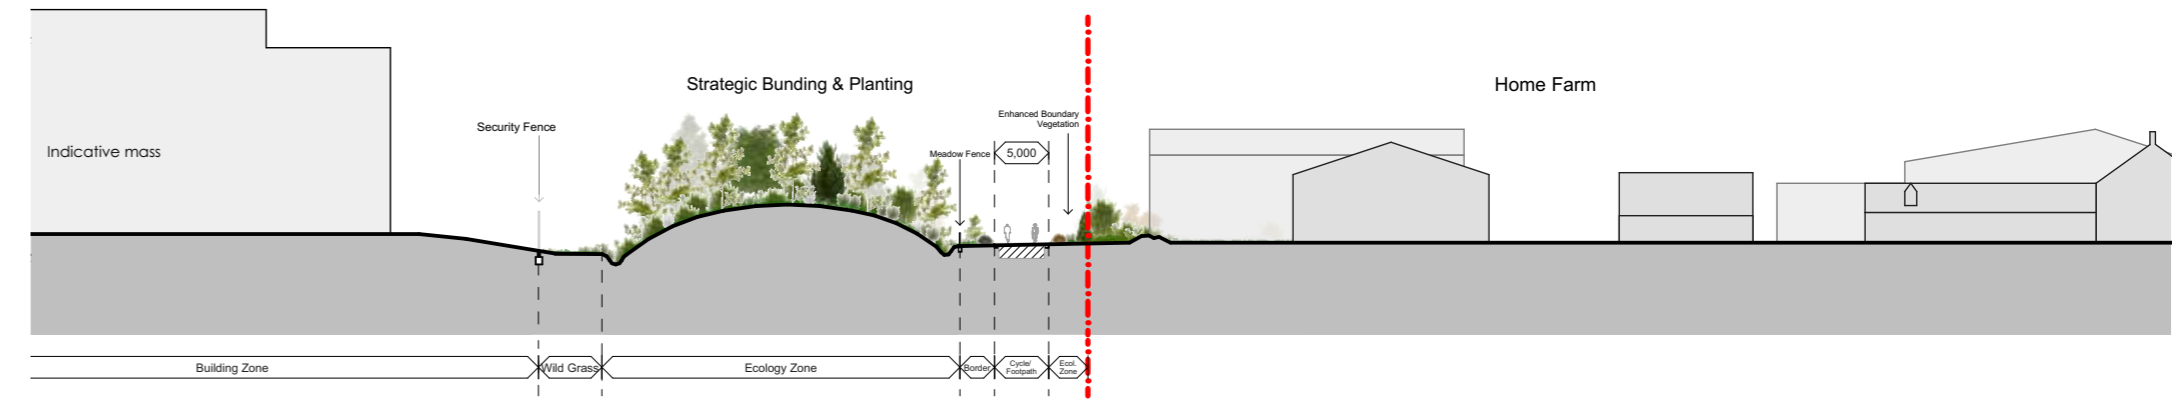 Strategic Bunding & Planting
Home Farm
Security Fence
Enhanced Boundary
Vegetation
Indicative mass
Meadow Fence
5,000
Building Zone
Wild Grass
Ecology Zone
Border
Cycle/
Footpath
Ecol.
Zone